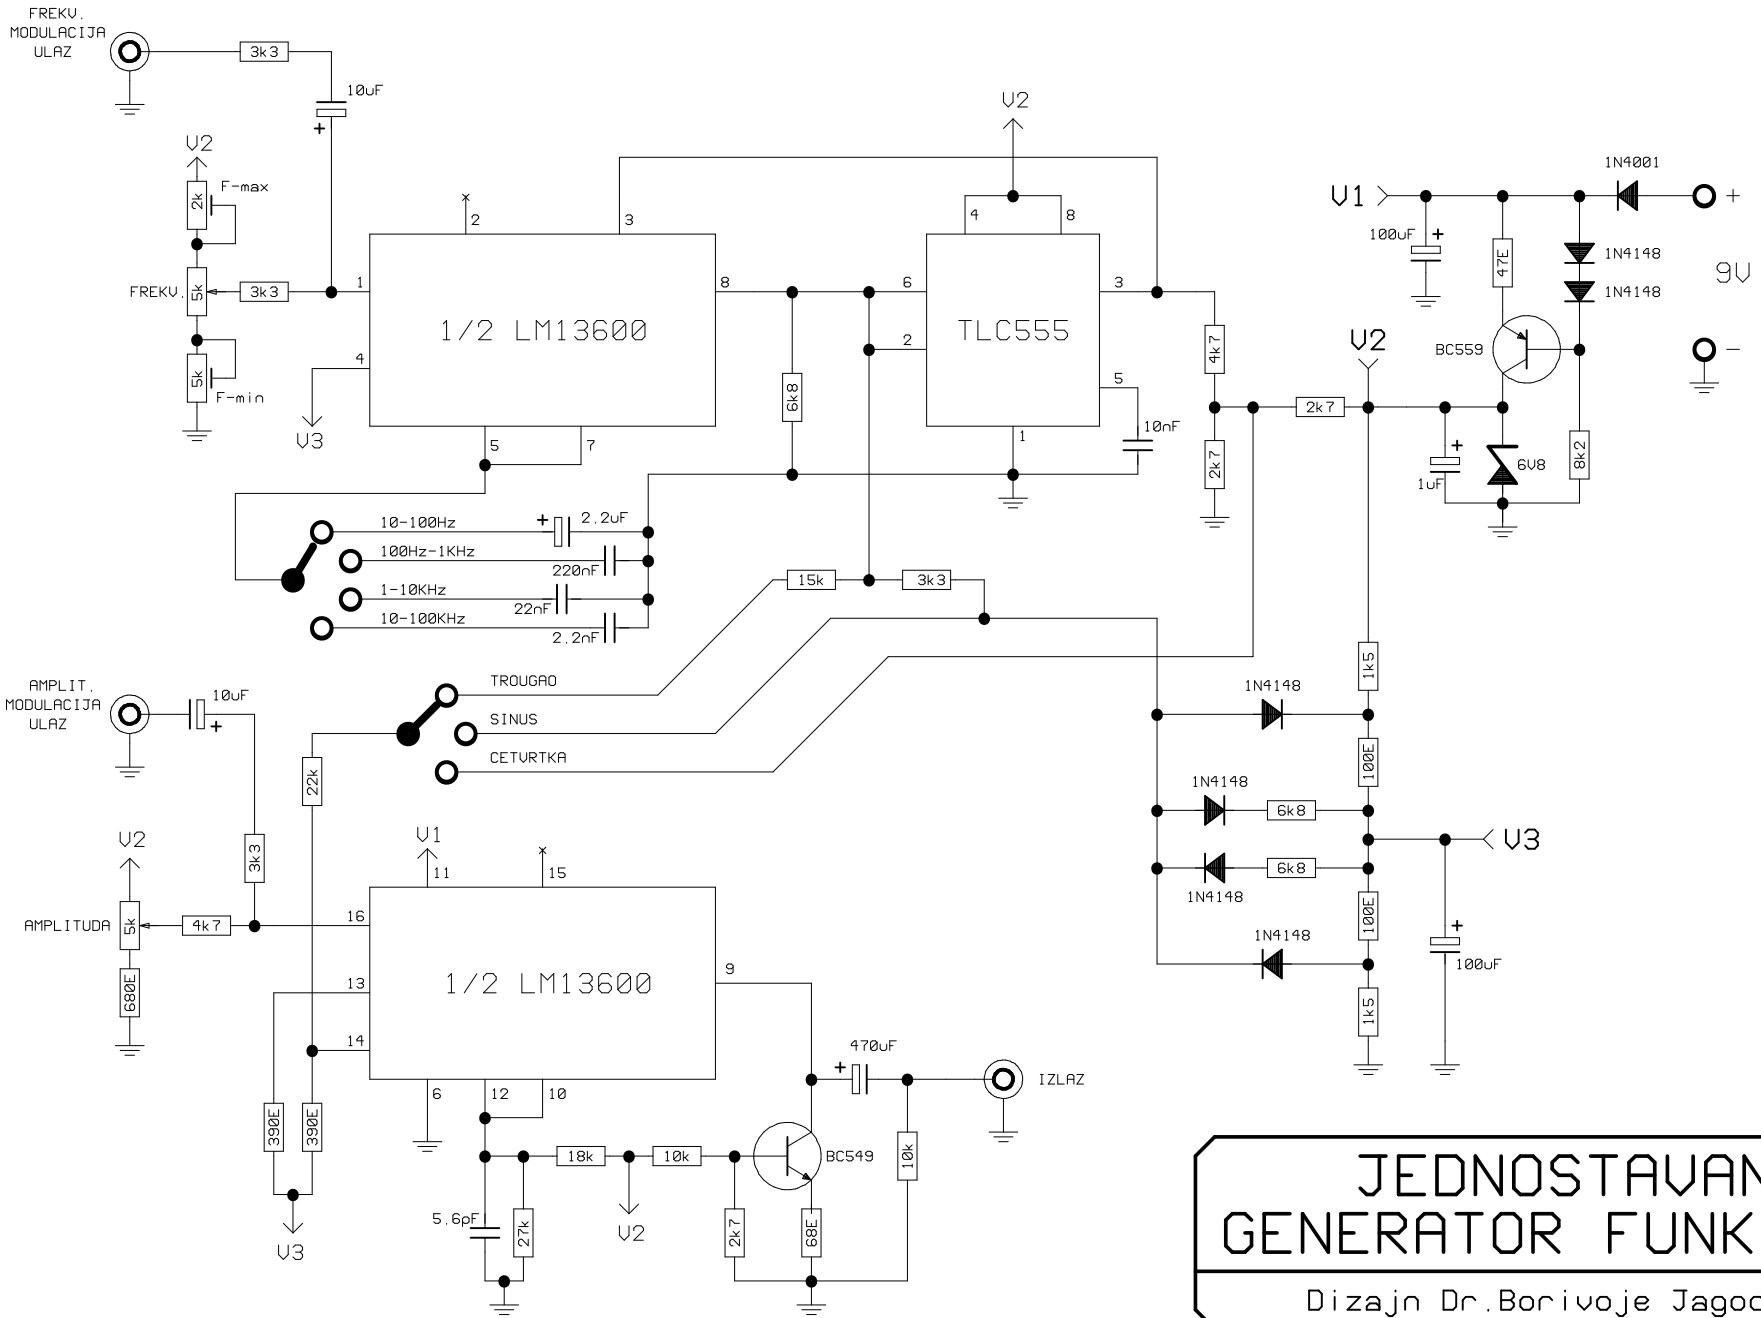 FREKV.
MODULACIJA
ULAZ
3k3
10uF
+
V2
2k
F-max
FREKV.
5k
3k3
5k
F-min
1
2
3
4
5
7
8
1/2 LM13600
V3
6k8
V2
4
8
6
2
3
5
1
TLC555
10nF
4k7
2k7
2k7
V1
100uF
+
1N4001
+
47E
1N4148
1N4148
9V
BC559
-
V2
+
1uF
6V8
8k2
10-100Hz
+
2.2uF
100Hz-1KHz
220nF
1-10KHz
22nF
10-100KHz
2.2nF
15k
3k3
TROUGAO
SINUS
CETVRTKA
AMPLIT.
MODULACIJA
ULAZ
10uF
+
22k
3k3
V2
AMPLITUDA
5k
4k7
680E
V1
11
15
16
13
14
6
12
10
9
1/2 LM13600
390E
390E
V3
5.6pF
27k
18k
V2
10k
2k7
BC549
68E
+
470uF
10k
IZLAZ
1k5
1N4148
100E
1N4148
6k8
V3
6k8
1N4148
100E
1N4148
+
100uF
1k5
JEDNOSTAVAN
GENERATOR FUNK
Dizajn Dr.Borivoje Jagod